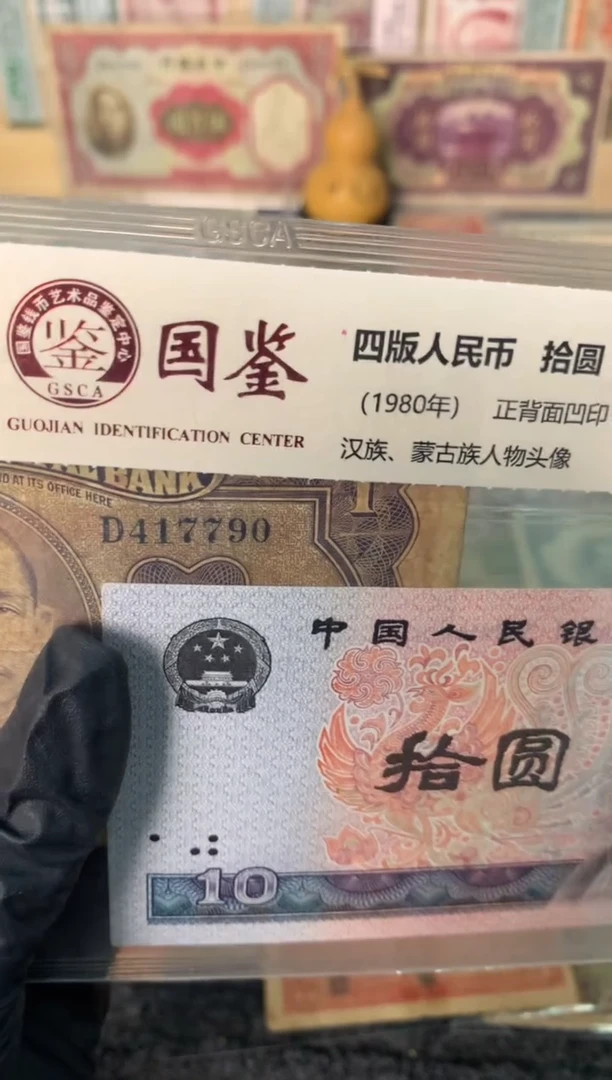 GSCA
国鉴钱币艺术品鉴定中心
鉴
GSCA
国鉴
GUOJIAN IDENTIFICATION CENTER
四版人民币 拾圆
(1980年) 正背面凹印
汉族、蒙古族人物头像
BANK
D AT ITS OFFICE HERE
1
D417790
中国人民银
拾圆
10